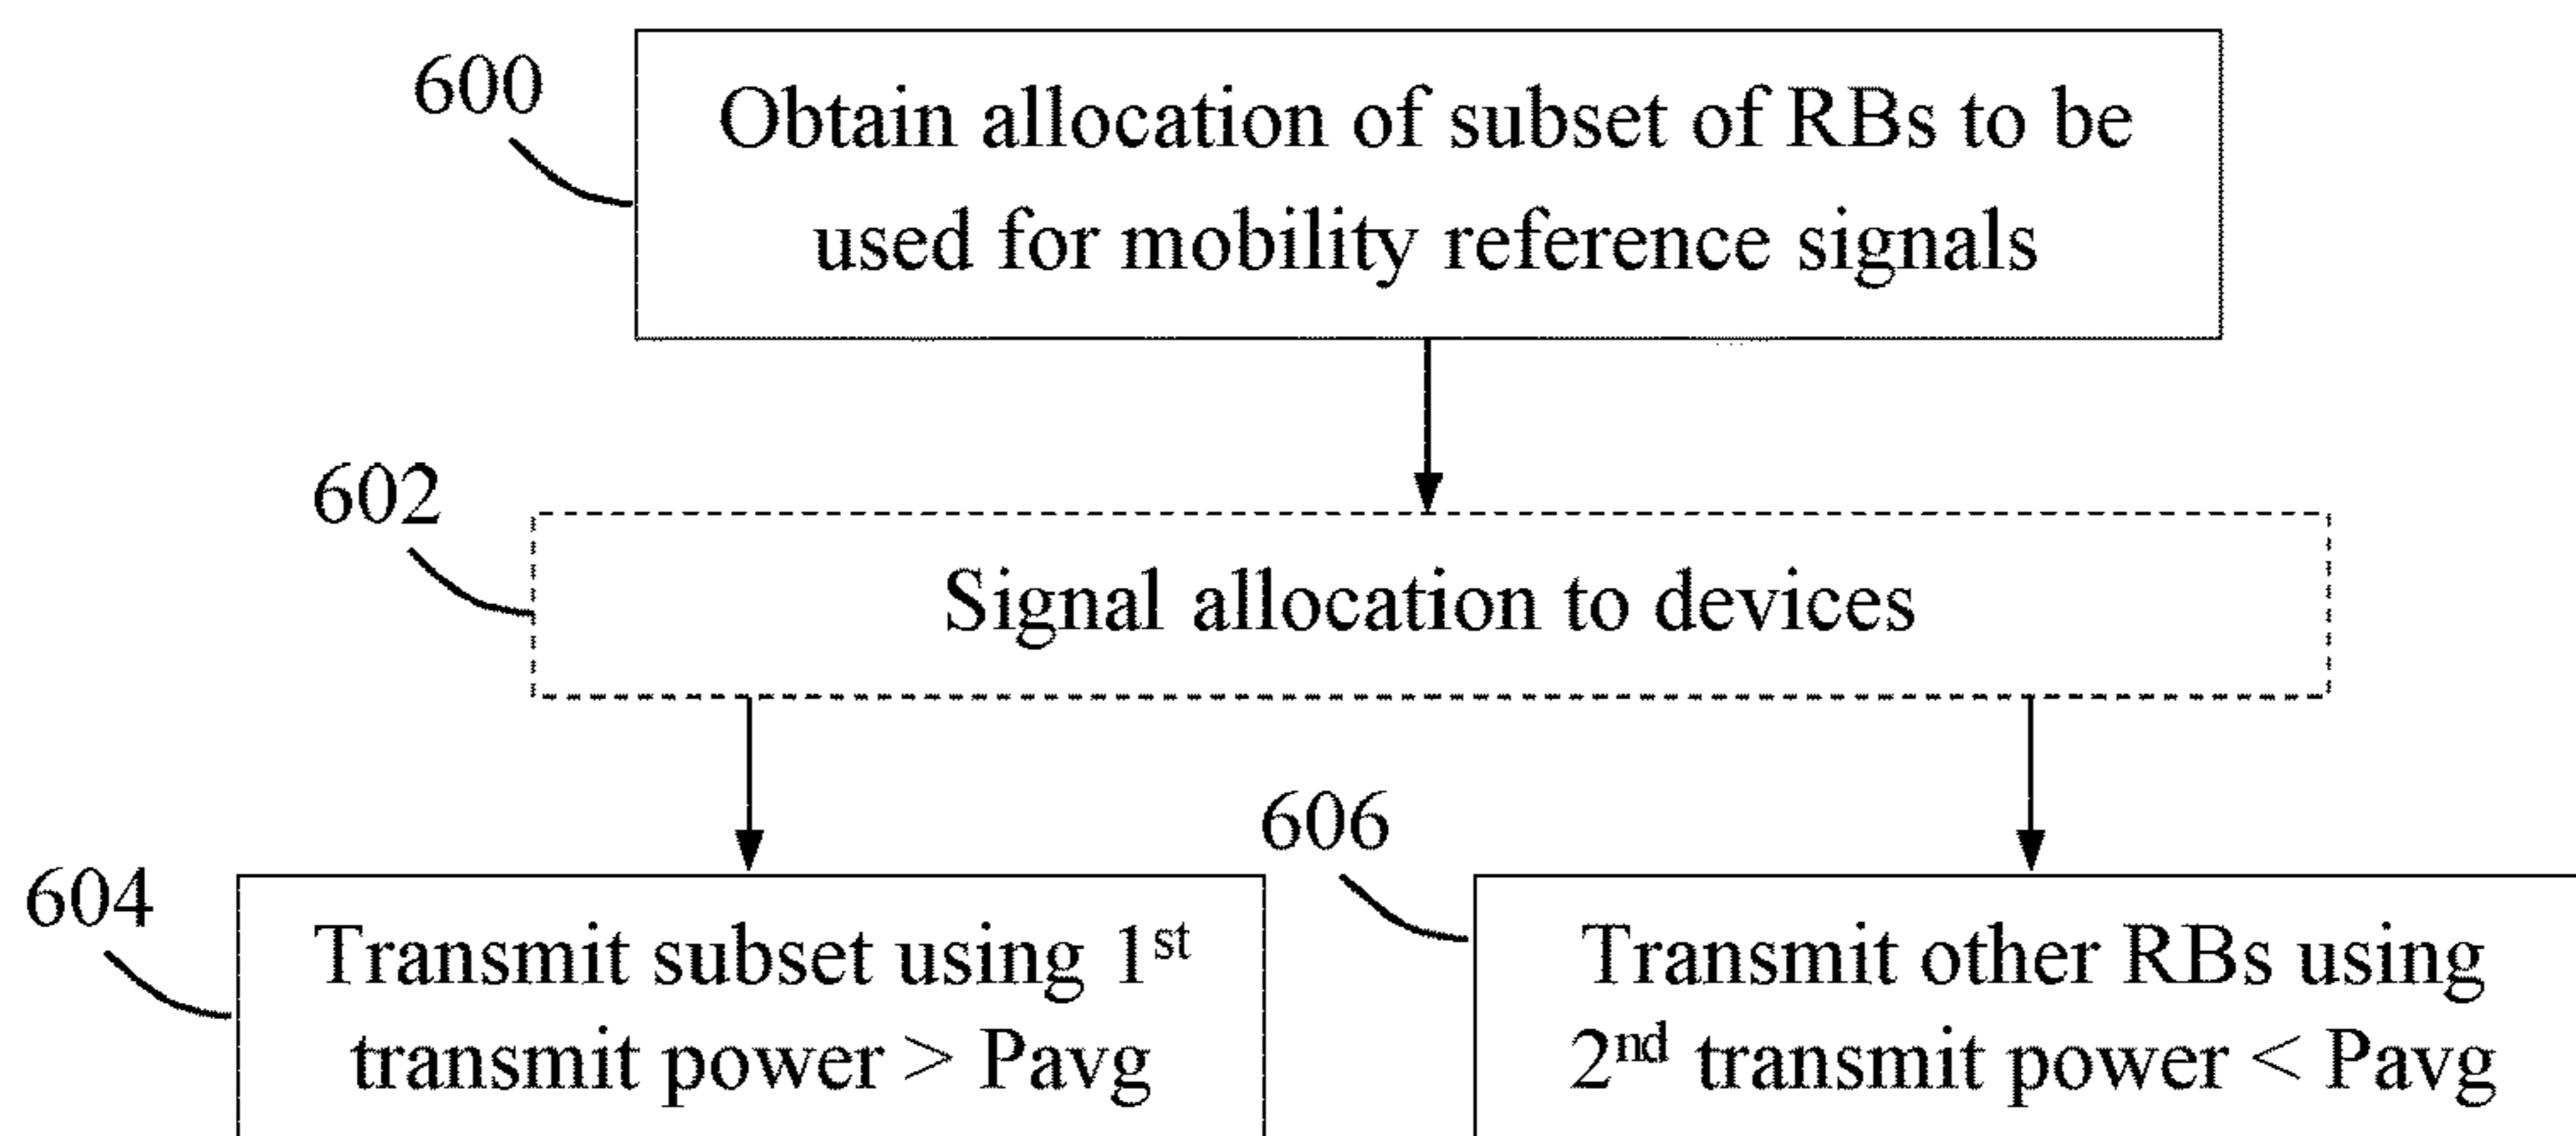 600
Obtain allocation of subset of RBs to be
used for mobility reference signals
602
Signal allocation to devices
604
Transmit subset using 1st
transmit power > Pavg
606
Transmit other RBs using
2nd transmit power < Pavg